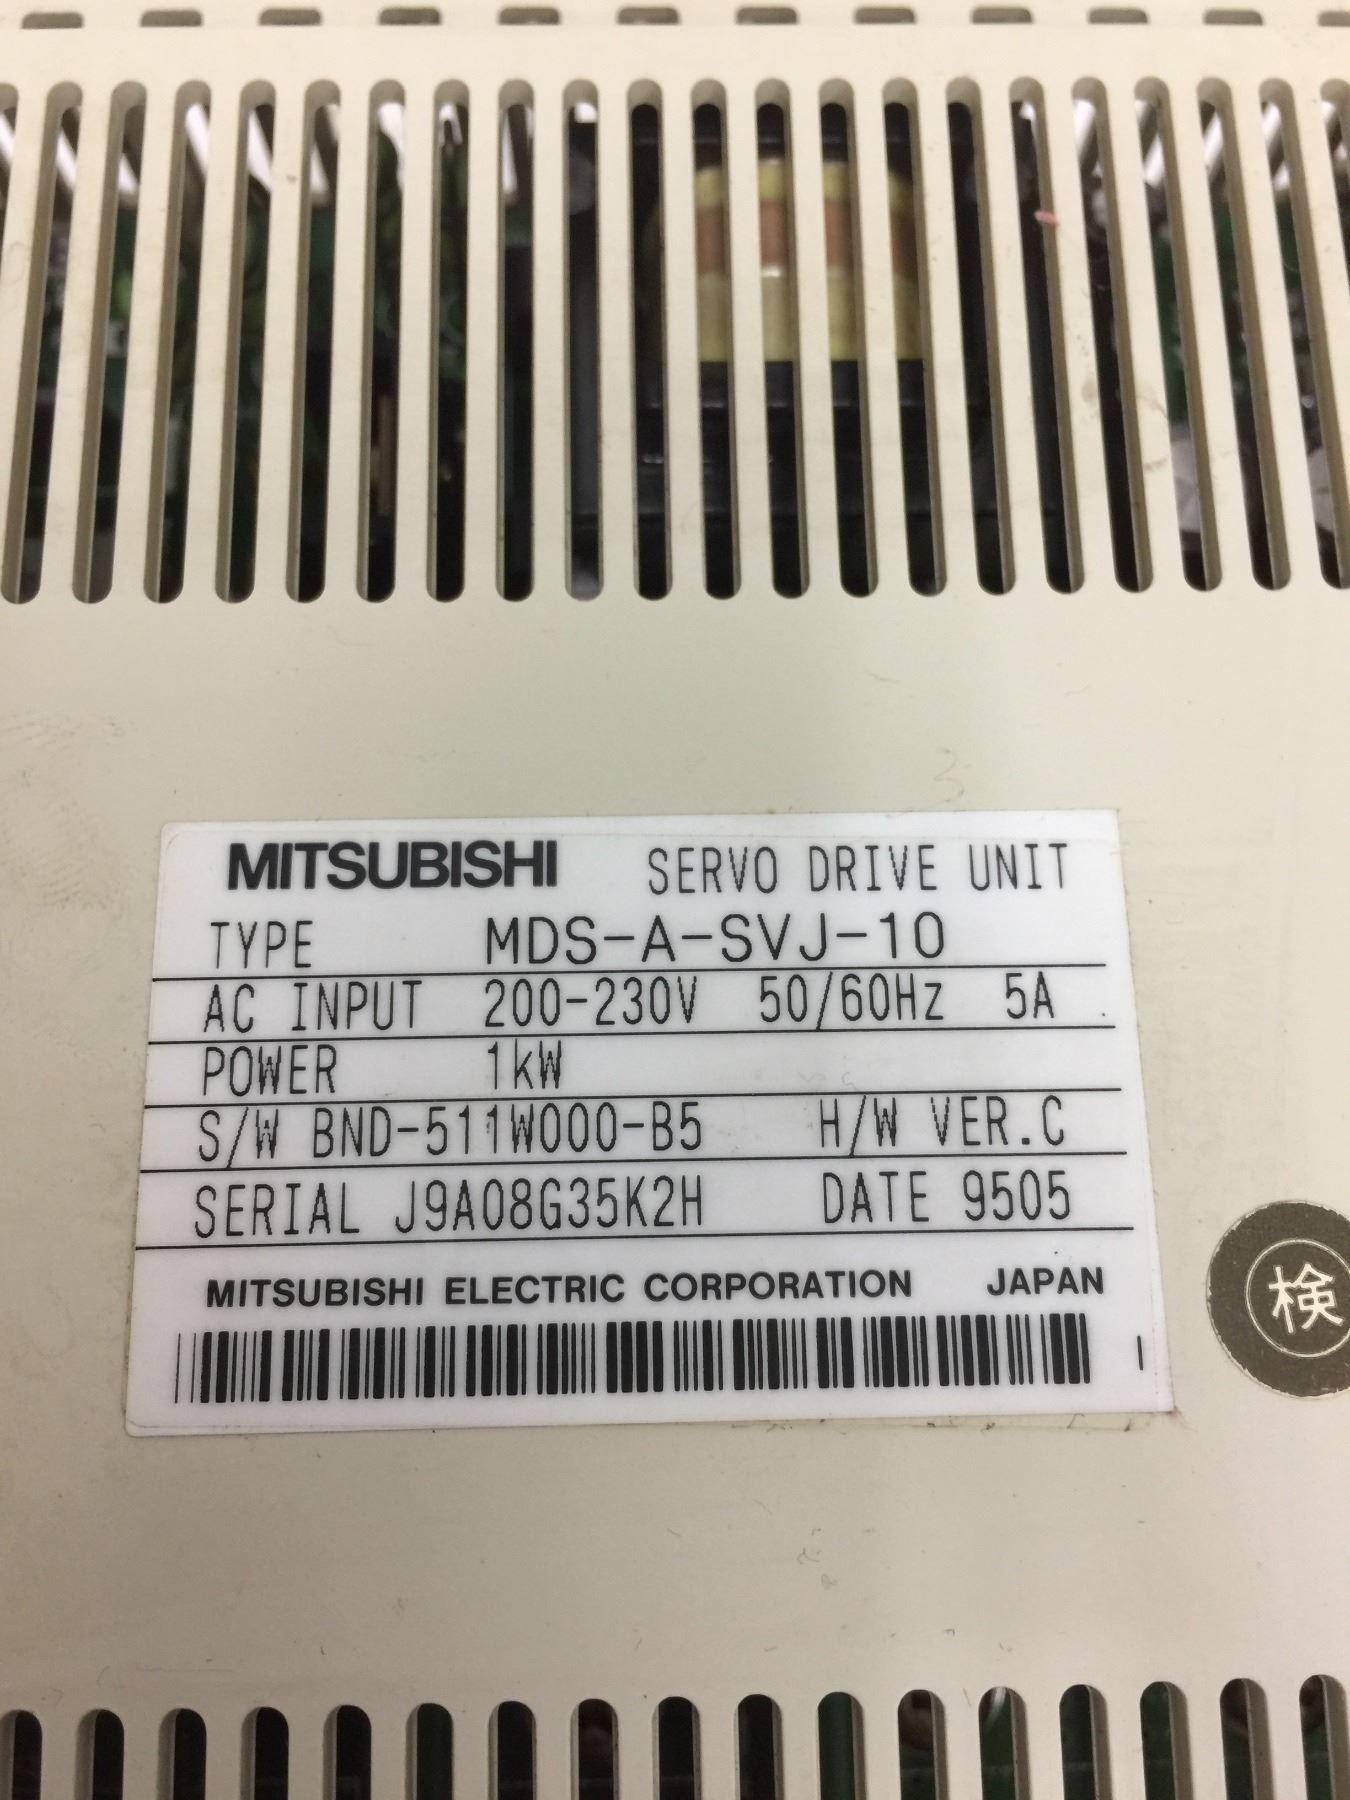 MITSUBISHI SERVO DRIVE UNIT
TYPE MDS-A-SVJ-10
AC INPUT 200-230V 50/60Hz 5A
POWER 1kW
S/W BND-511W000-B5 H/W VER.C
SERIAL J9A08G35K2H DATE 9505
MITSUBISHI ELECTRIC CORPORATION JAPAN
検